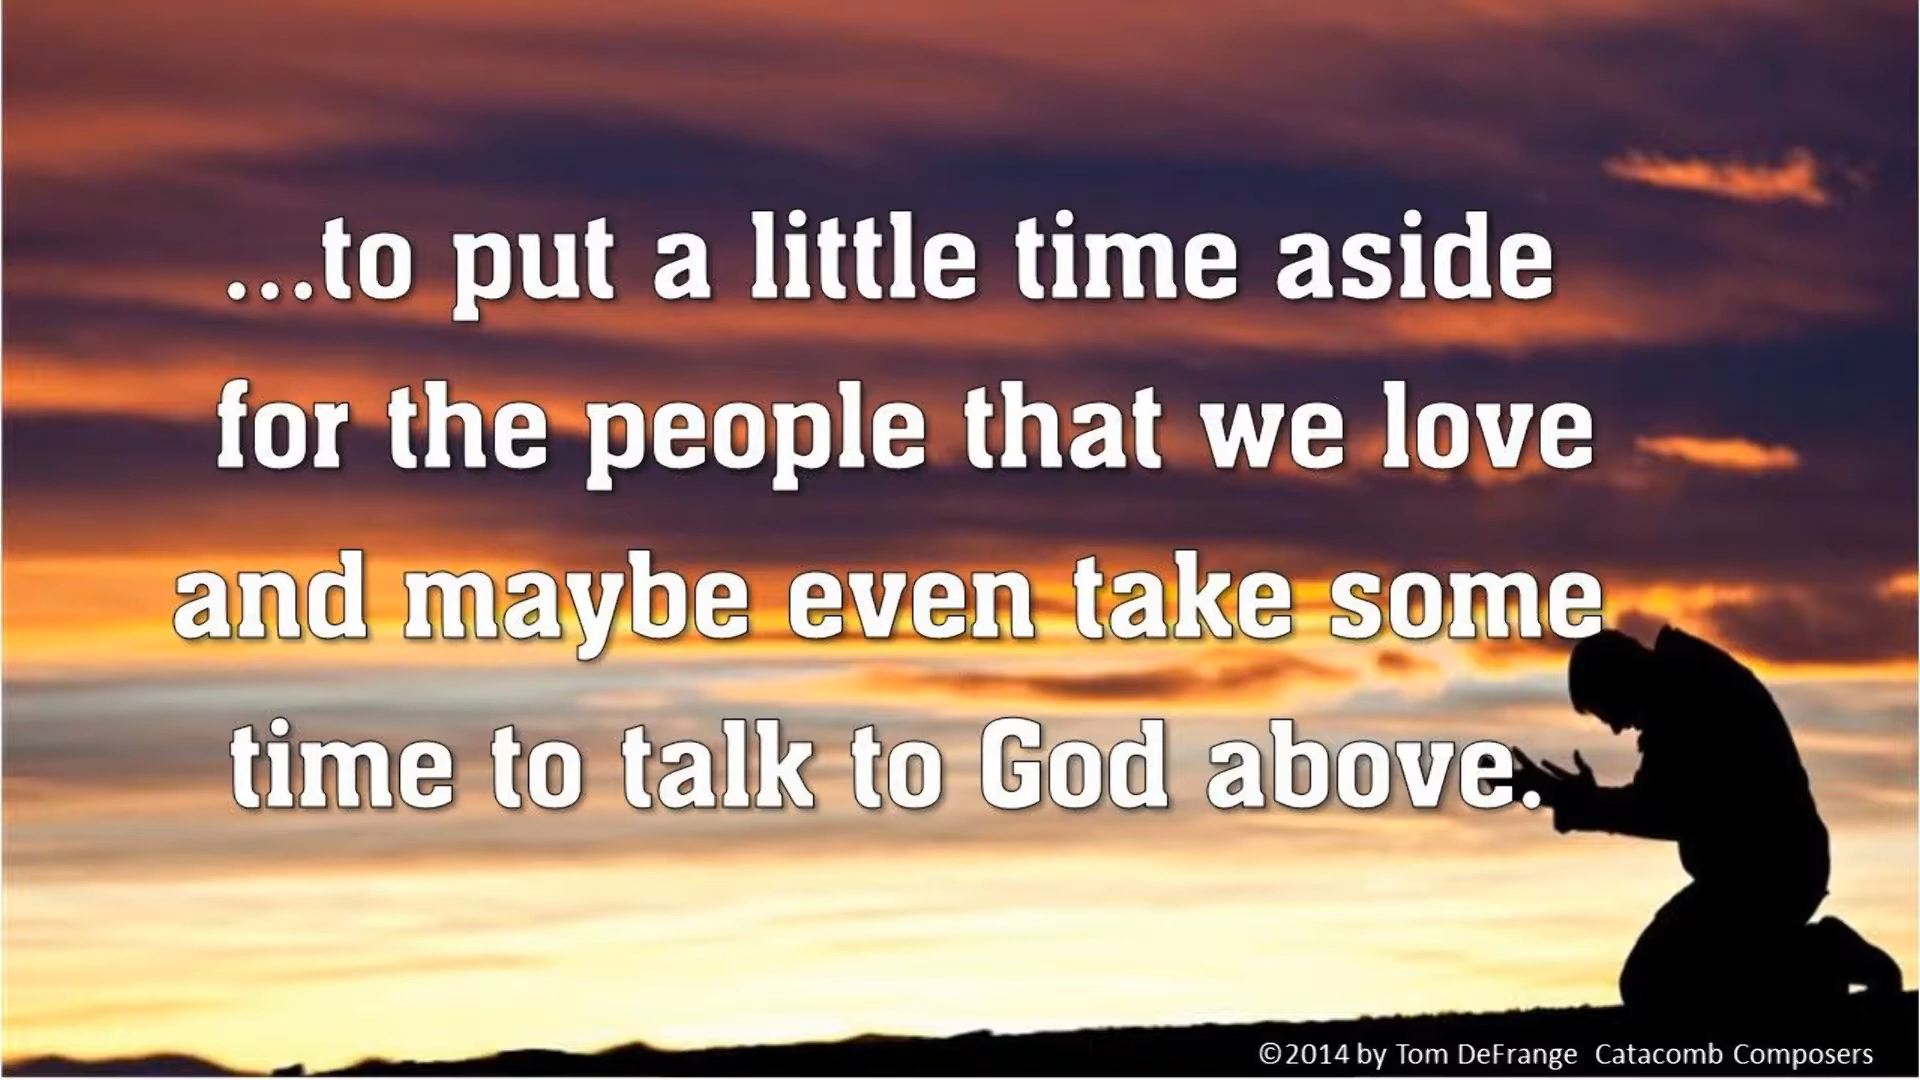 ...to put a little time aside
for the people that we love
and maybe even take some
time to talk to God above.
©2014 by Tom DeFrange Catacomb Composers